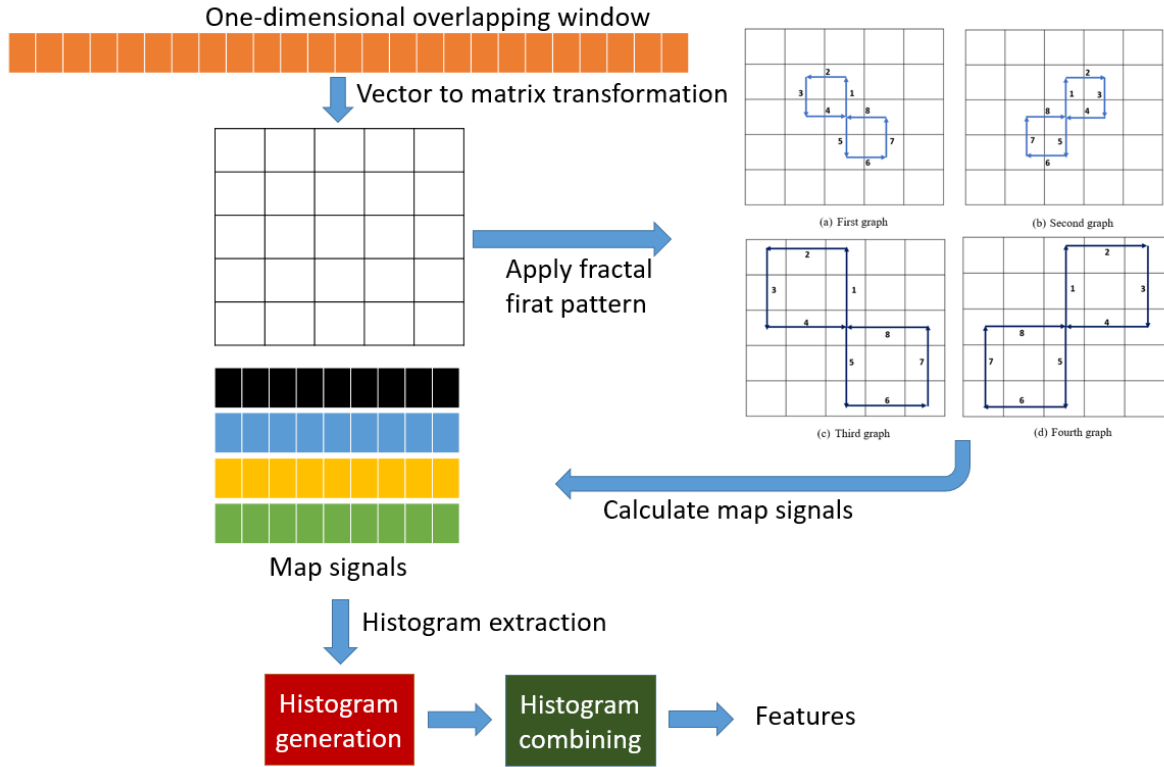 One-dimensional overlapping window
Vector to matrix transformation
2
3
1
4
8
5
7
6
(a) First graph
2
1
3
8
4
7
5
6
(b) Second graph
Apply fractal
firat pattern
2
3
1
4
8
5
7
6
(c) Third graph
2
1
3
8
4
7
5
6
(d) Fourth graph
Calculate map signals
Map signals
Histogram extraction
Histogram
generation
Histogram
combining
Features